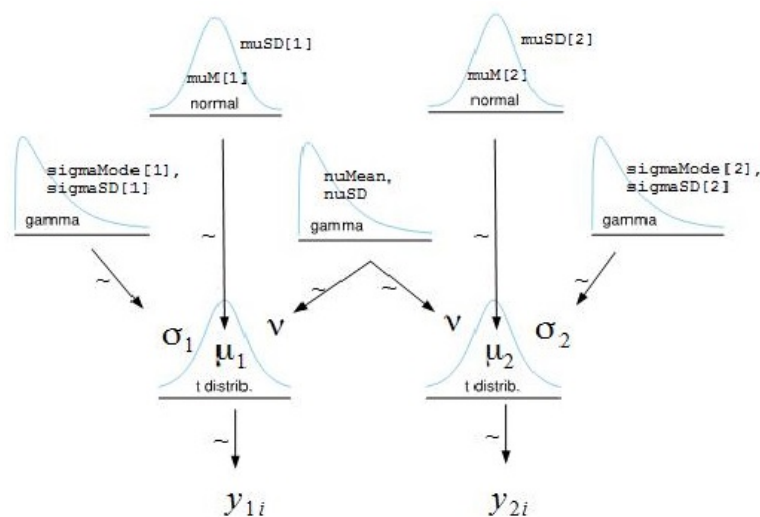 muSD[1]
muM[1]
normal
muSD[2]
muM[2]
normal
sigmaMode[1],
sigmaSD[1]
gamma
nuMean,
nuSD
gamma
sigmaMode[2],
sigmaSD[2]
gamma
~
~
~
~
~
~
σ1
μ1
ν
t distrib.
ν
μ2
σ2
t distrib.
~
~
y1i
y2i